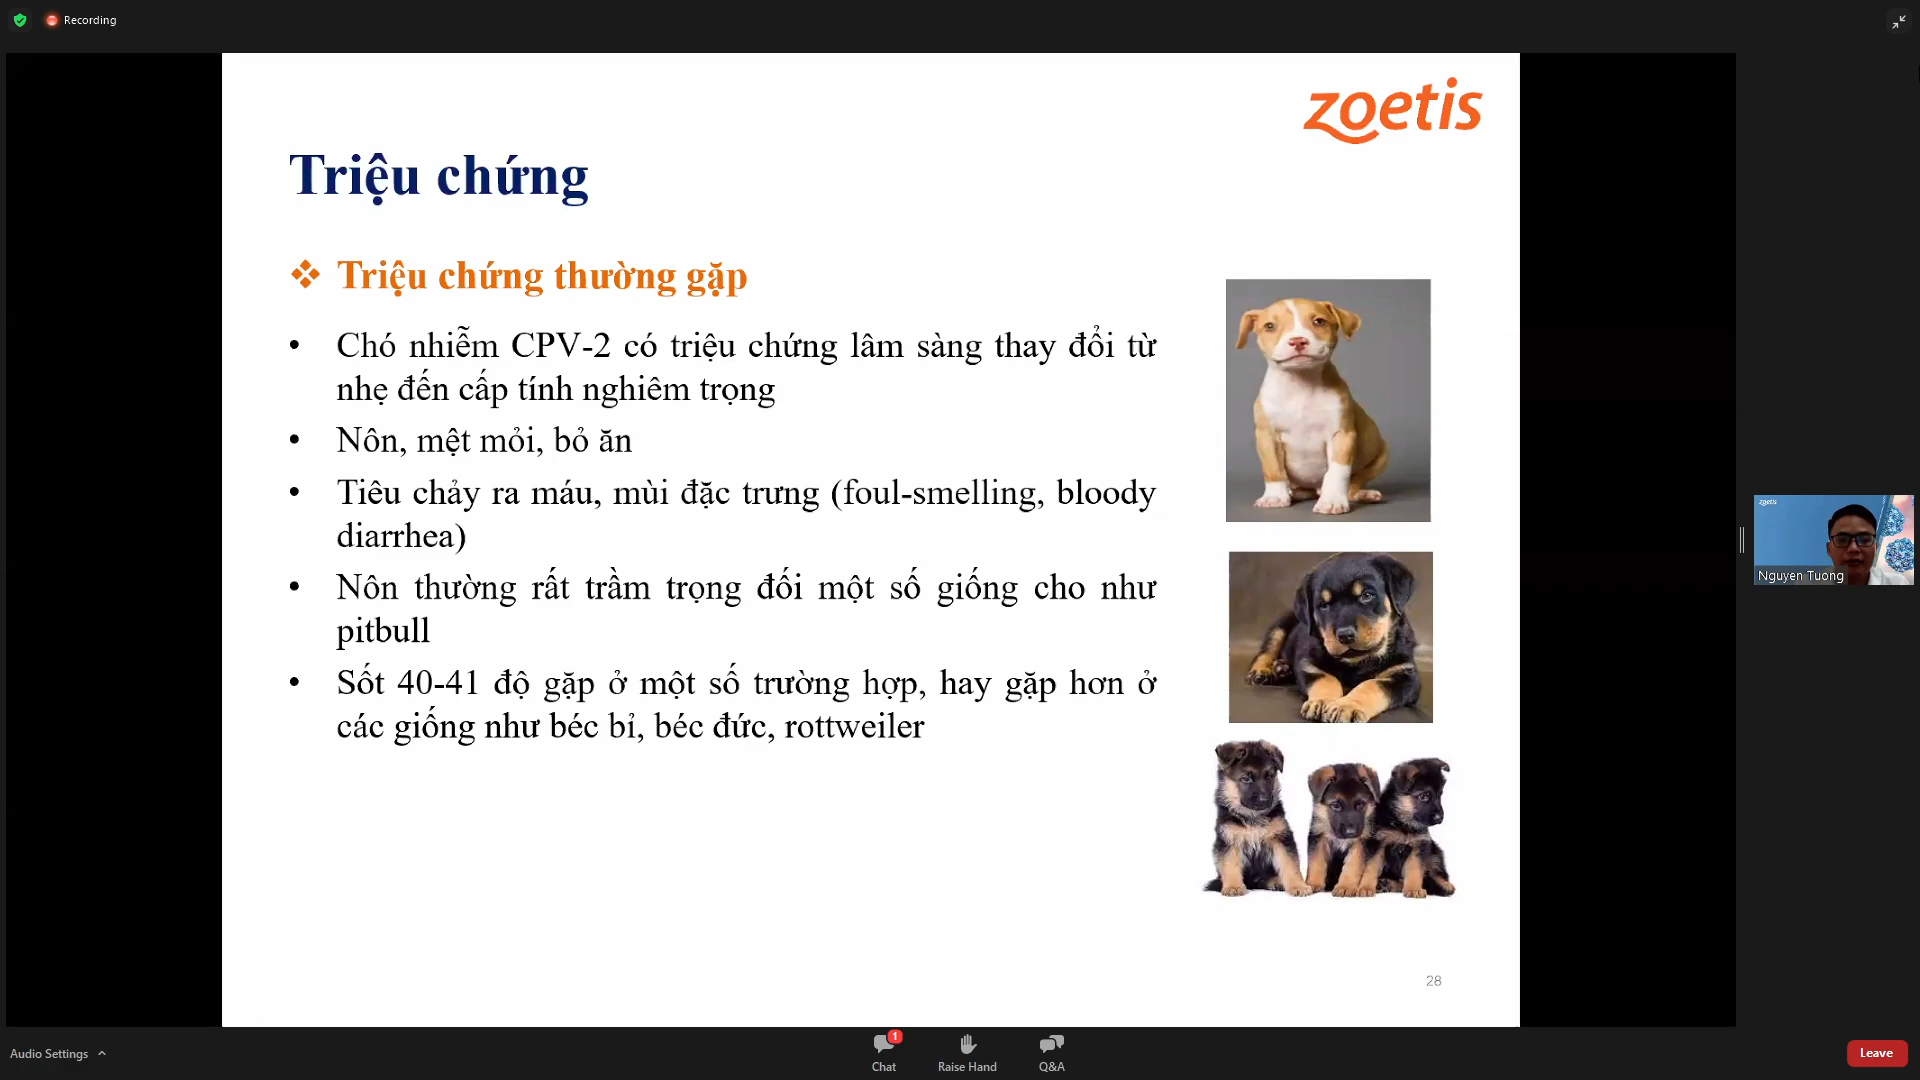 Recording
zoetis
Triệu chứng
❖ Triệu chứng thường gặp
• Chó nhiễm CPV-2 có triệu chứng lâm sàng thay đổi từ
nhẹ đến cấp tính nghiêm trọng
• Nôn, mệt mỏi, bỏ ăn
• Tiêu chảy ra máu, mùi đặc trưng (foul-smelling, bloody
diarrhea)
• Nôn thường rất trầm trọng đối một số giống cho như
pitbull
• Sốt 40-41 độ gặp ở một số trường hợp, hay gặp hơn ở
các giống như béc bỉ, béc đức, rottweiler
zoetis
Nguyen Tuong
28
Audio Settings
1
Chat
Raise Hand
Q&A
Leave